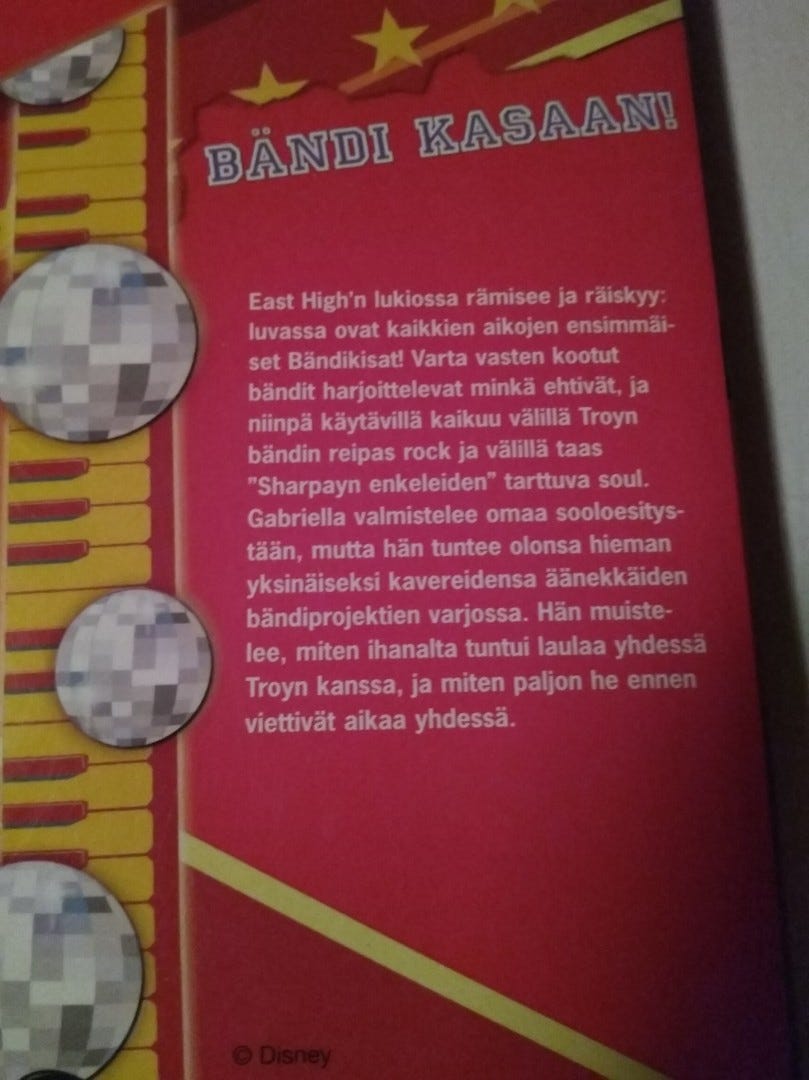 BÄNDI KASAAN!
East High'n lukiossa rämisee ja räiskyy:
luvassa ovat kaikkien aikojen ensimmäi-
set Bändikisat! Varta vasten kootut
bändit harjoittelevat minkä ehtivät, ja
niinpä käytävillä kaikuu välillä Troyn
bändin reipas rock ja välillä taas
"Sharpayn enkeleiden" tarttuva soul.
Gabriella valmistelee omaa sooloesitys-
tään, mutta hän tuntee olonsa hieman
yksinäiseksi kavereidensa äänekkäiden
bändiprojektien varjossa. Hän muiste-
lee, miten ihanalta tuntui laulaa yhdessä
Troyn kanssa, ja miten paljon he ennen
viettivät aikaa yhdessä.
© Disney